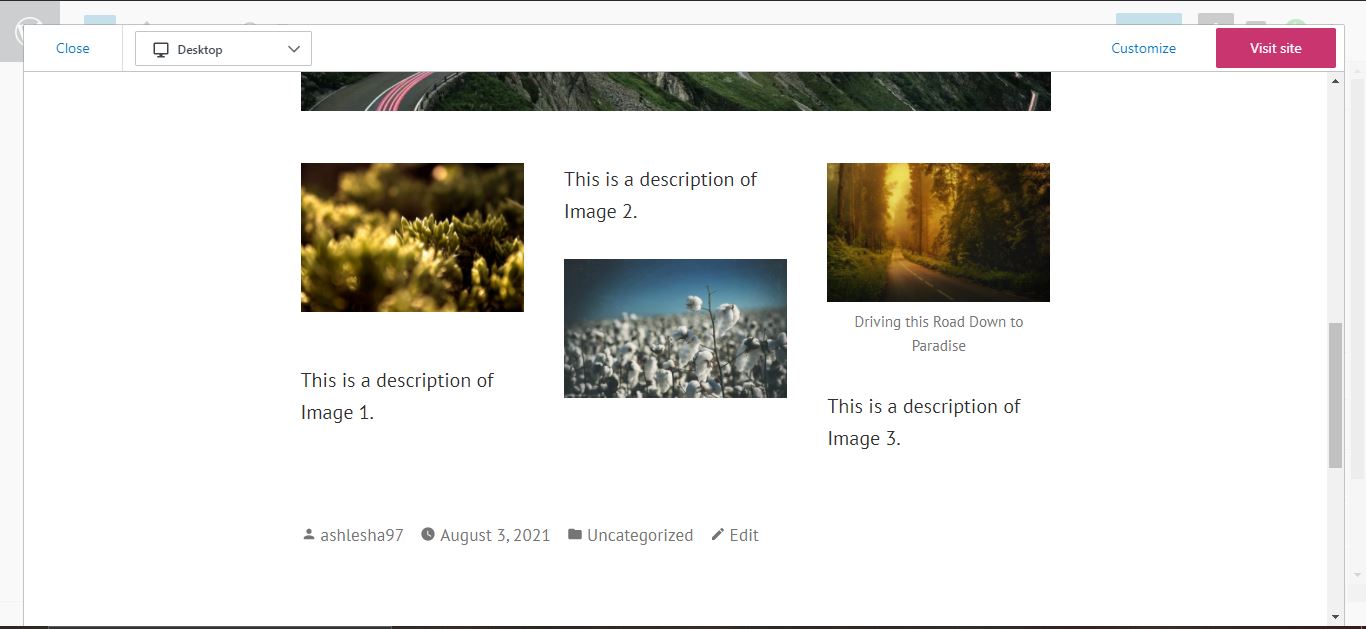 Close
Desktop
Customize
Visit site
This is a description of
Image 1.
This is a description of
Image 2.
Driving this Road Down to
Paradise
This is a description of
Image 3.
ashlesha97 August 3, 2021 Uncategorized Edit